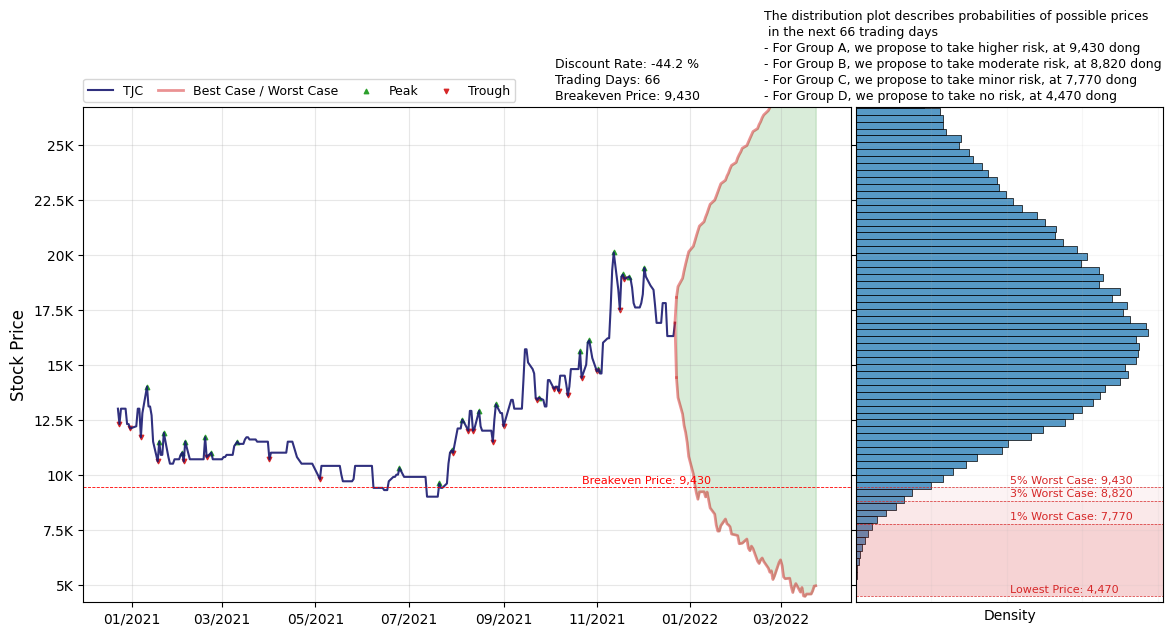 The distribution plot describes probabilities of possible prices
in the next 66 trading days
- For Group A, we propose to take higher risk, at 9,430 dong
- For Group B, we propose to take moderate risk, at 8,820 dong
- For Group C, we propose to take minor risk, at 7,770 dong
- For Group D, we propose to take no risk, at 4,470 dong
Discount Rate: -44.2 %
Trading Days: 66
Breakeven Price: 9,430
TJC
Best Case / Worst Case
Peak
Trough
Stock Price
25K
22.5K
20K
17.5K
15K
12.5K
10K
7.5K
5K
Breakeven Price: 9,430
5% Worst Case: 9,430
3% Worst Case: 8,820
1% Worst Case: 7,770
Lowest Price: 4,470
01/2021
03/2021
05/2021
07/2021
09/2021
11/2021
01/2022
03/2022
Density